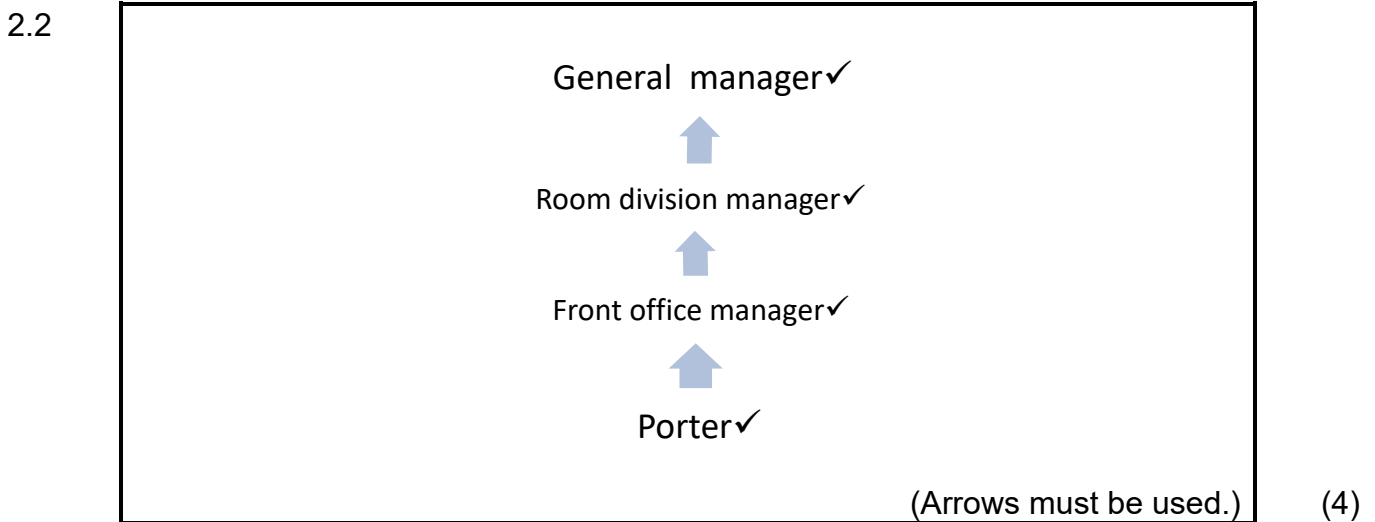 2.2
General manager✓
Room division manager✓
Front office manager✓
Porter✓
(Arrows must be used.) (4)